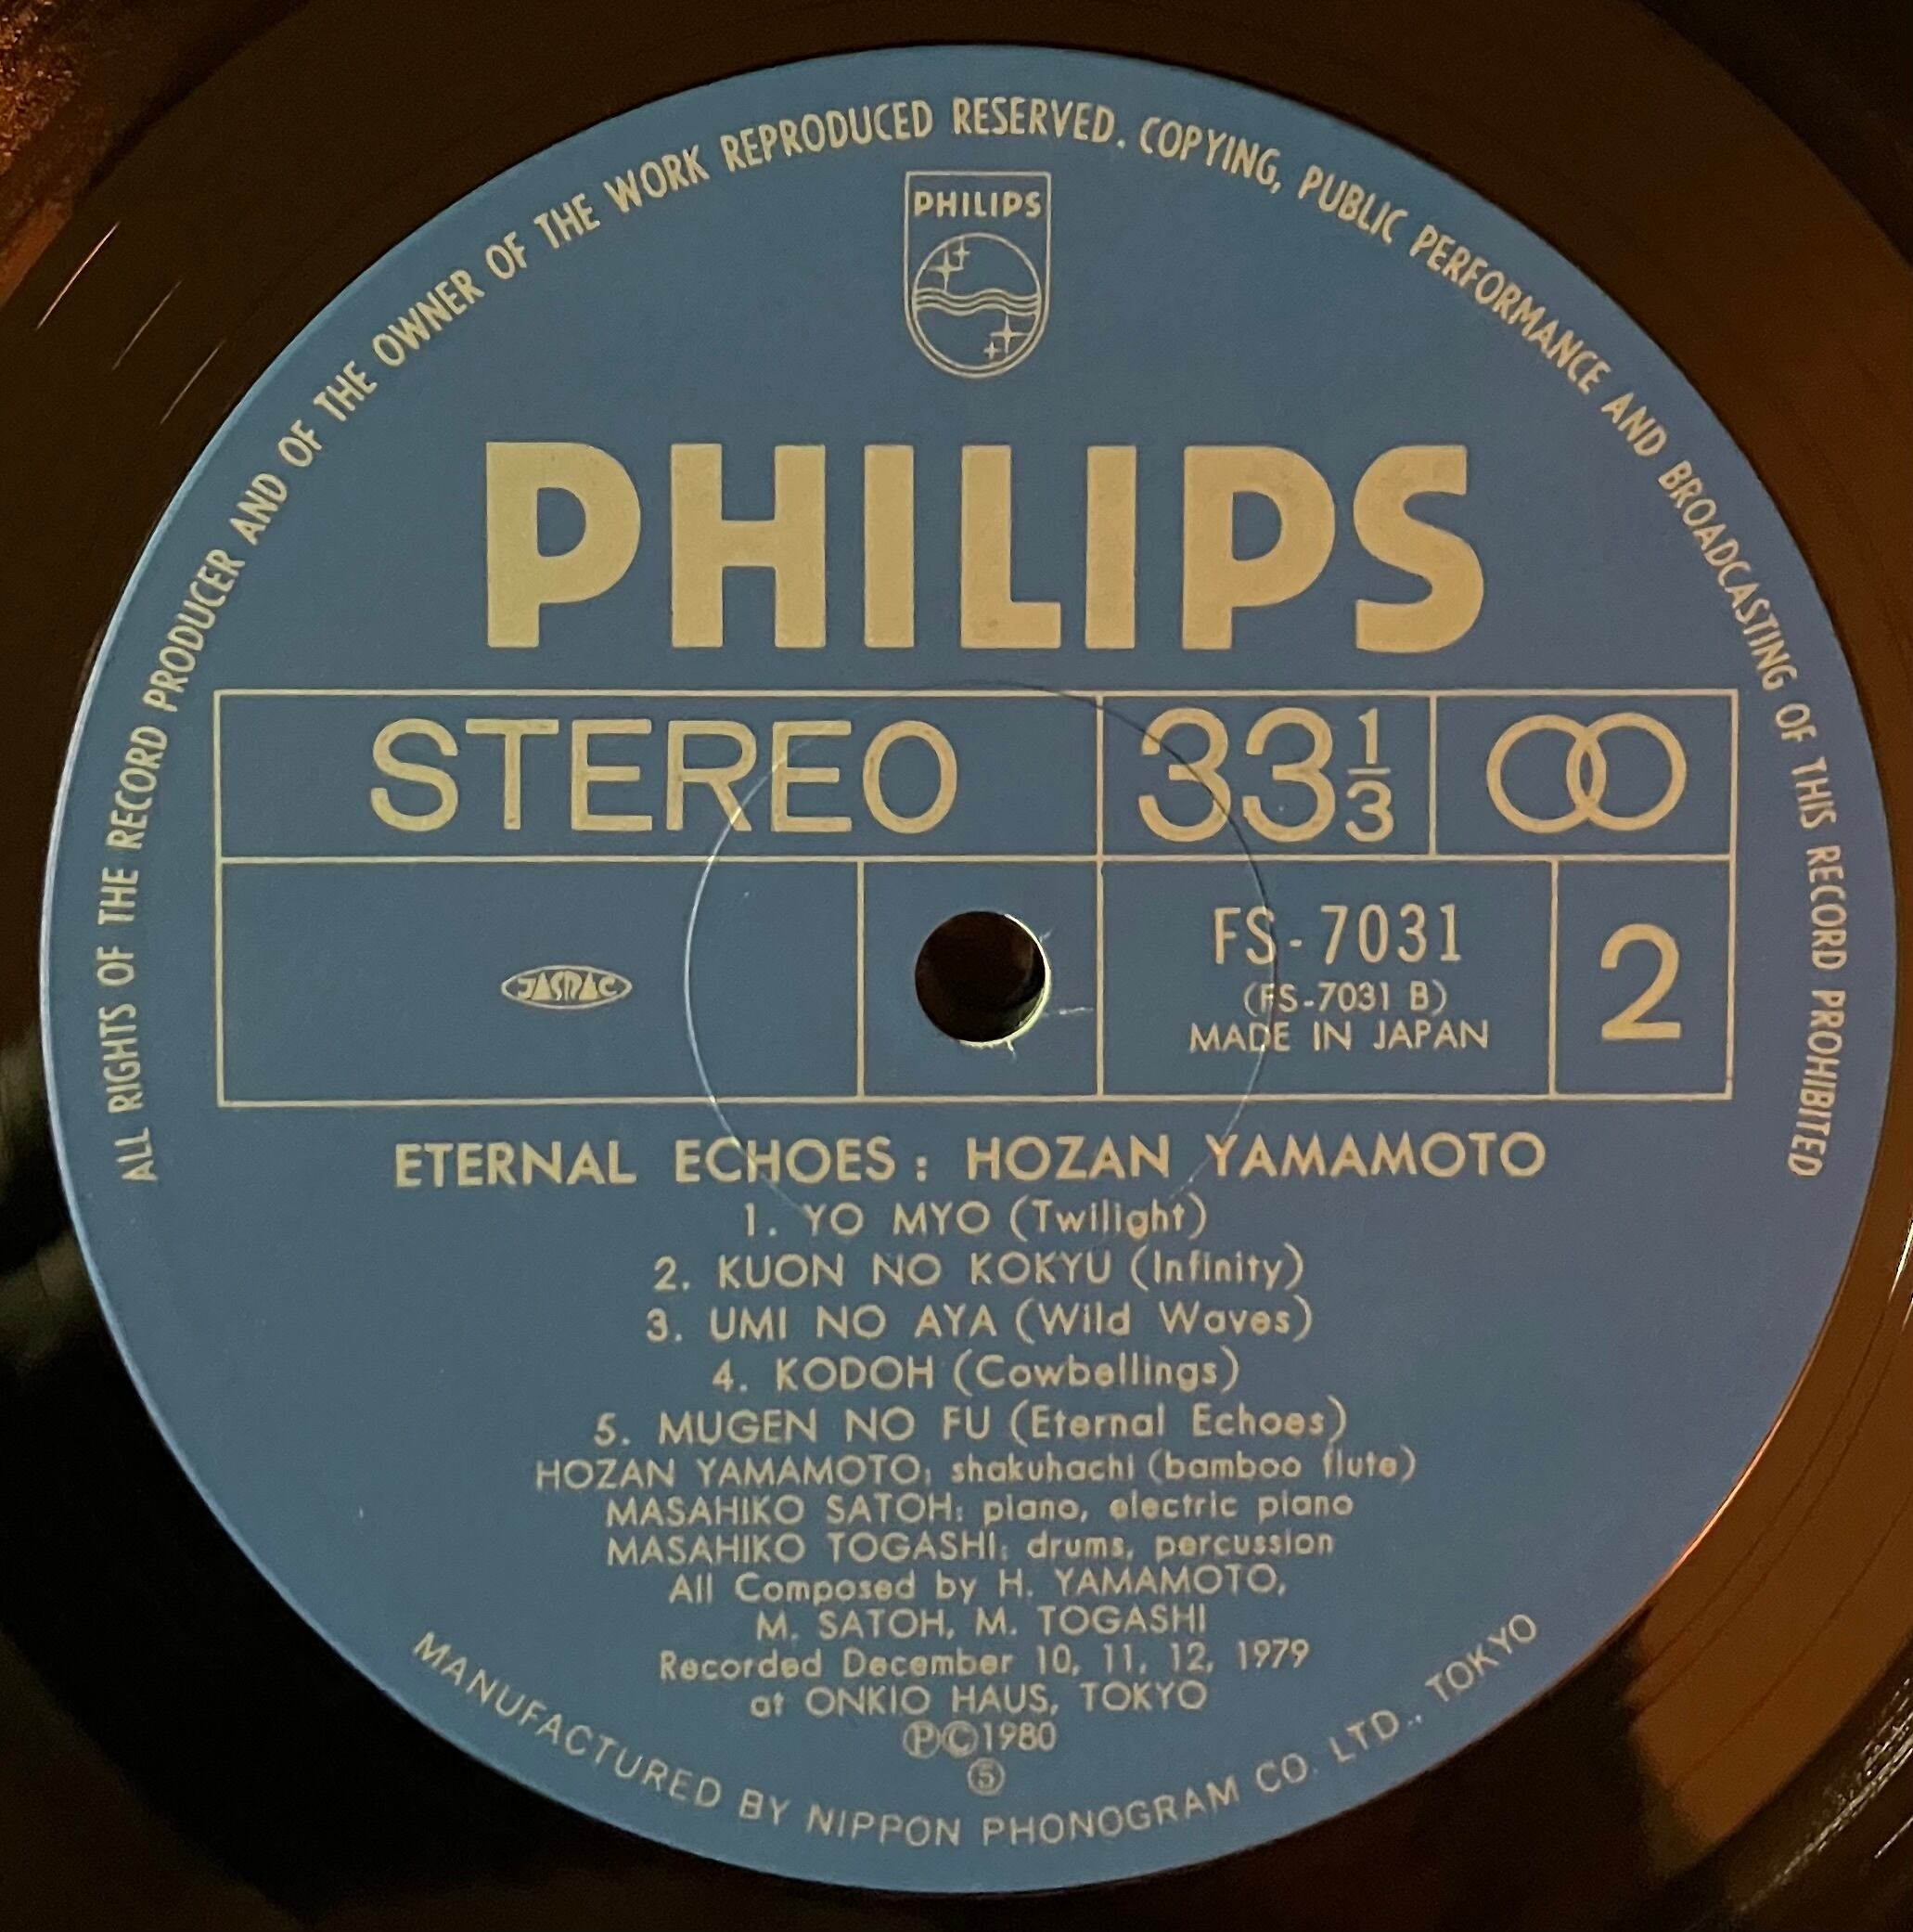 ALL RIGHTS OF THE RECORD PRODUCER AND OF THE OWNER OF THE WORK REPRODUCED RESERVED. COPYING, PUBLIC PERFORMANCE AND BROADCASTING OF THIS RECORD PROHIBITED
PHILIPS
PHILIPS
STEREO
33 1/3
JASRAC
FS-7031
(FS-7031 B)
MADE IN JAPAN
2
ETERNAL ECHOES: HOZAN YAMAMOTO
1. YO MYO (Twilight)
2. KUON NO KOKYU (Infinity)
3. UMI NO AYA (Wild Waves)
4. KODOH (Cowbellings)
5. MUGEN NO FU (Eternal Echoes)
HOZAN YAMAMOTO; shakuhachi (bamboo flute)
MASAHIKO SATOH: piano, electric piano
MASAHIKO TOGASHI: drums, percussion
All Composed by H. YAMAMOTO,
M. SATOH, M. TOGASHI
Recorded December 10, 11, 12, 1979
at ONKIO HAUS, TOKYO
ⓅⒸ1980
⑤
MANUFACTURED BY NIPPON PHONOGRAM CO. LTD., TOKYO